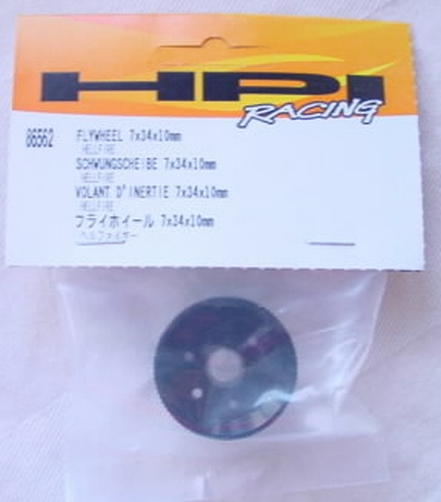 HPI
RACING
86562 FLYWHEEL 7x34x10mm
HELLFIRE
SCHWUNGSCHEIBE 7x34x10mm
HELLFIRE
VOLANT D'INERTIE 7x34x10mm
HELLFIRE
フライホイール 7x34x10mm
ヘルファイヤー